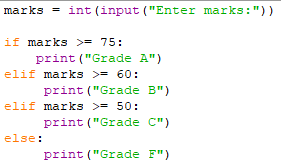 marks = int(input("Enter marks:"))

if marks >= 75:
    print("Grade A")
elif marks >= 60:
     print("Grade B")
elif marks >= 50:
     print("Grade C")
else:
     print("Grade F")